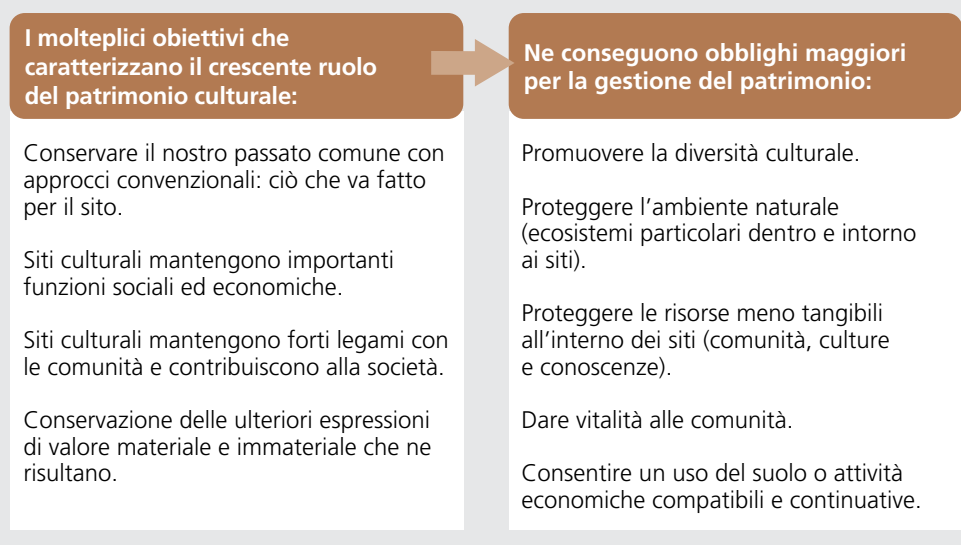 I molteplici obiettivi che
caratterizzano il crescente ruolo
del patrimonio culturale:
Conservare il nostro passato comune con
approcci convenzionali: ciò che va fatto
per il sito.
Siti culturali mantengono importanti
funzioni sociali ed economiche.
Siti culturali mantengono forti legami con
le comunità e contribuiscono alla società.
Conservazione delle ulteriori espressioni
di valore materiale e immateriale che ne
risultano.
Ne conseguono obblighi maggiori
per la gestione del patrimonio:
Promuovere la diversità culturale.
Proteggere l’ambiente naturale
(ecosistemi particolari dentro e intorno
ai siti).
Proteggere le risorse meno tangibili
all’interno dei siti (comunità, culture
e conoscenze).
Dare vitalità alle comunità.
Consentire un uso del suolo o attività
economiche compatibili e continuative.